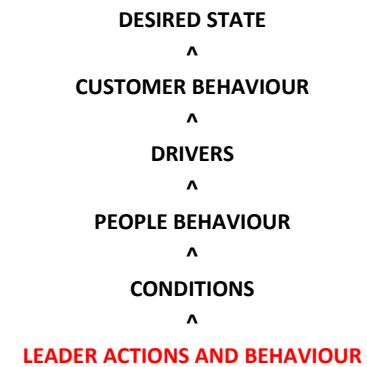 DESIRED STATE
^
CUSTOMER BEHAVIOUR
^
DRIVERS
^
PEOPLE BEHAVIOUR
^
CONDITIONS
^
LEADER ACTIONS AND BEHAVIOUR